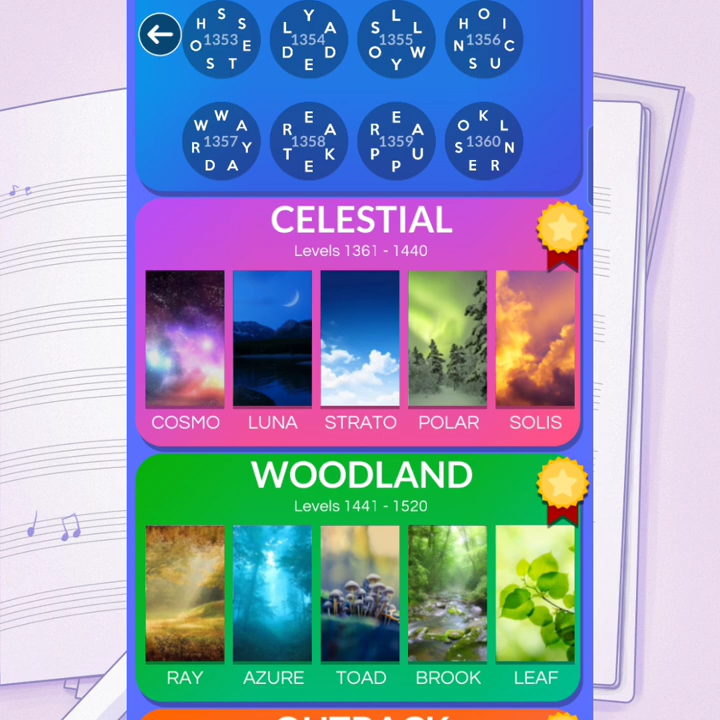 H S S 1353 O E S T
L Y A 1354 D E D
S L L 1355 O Y W
H O I 1356 N C S U
W W A 1357 R Y D A
R E A 1358 T E K
R E A 1359 P P U
O K L 1360 S N E R
CELESTIAL
Levels 1361 - 1440
COSMO LUNA STRATO POLAR SOLIS
WOODLAND
Levels 1441 - 1520
RAY AZURE TOAD BROOK LEAF
OUTBACK